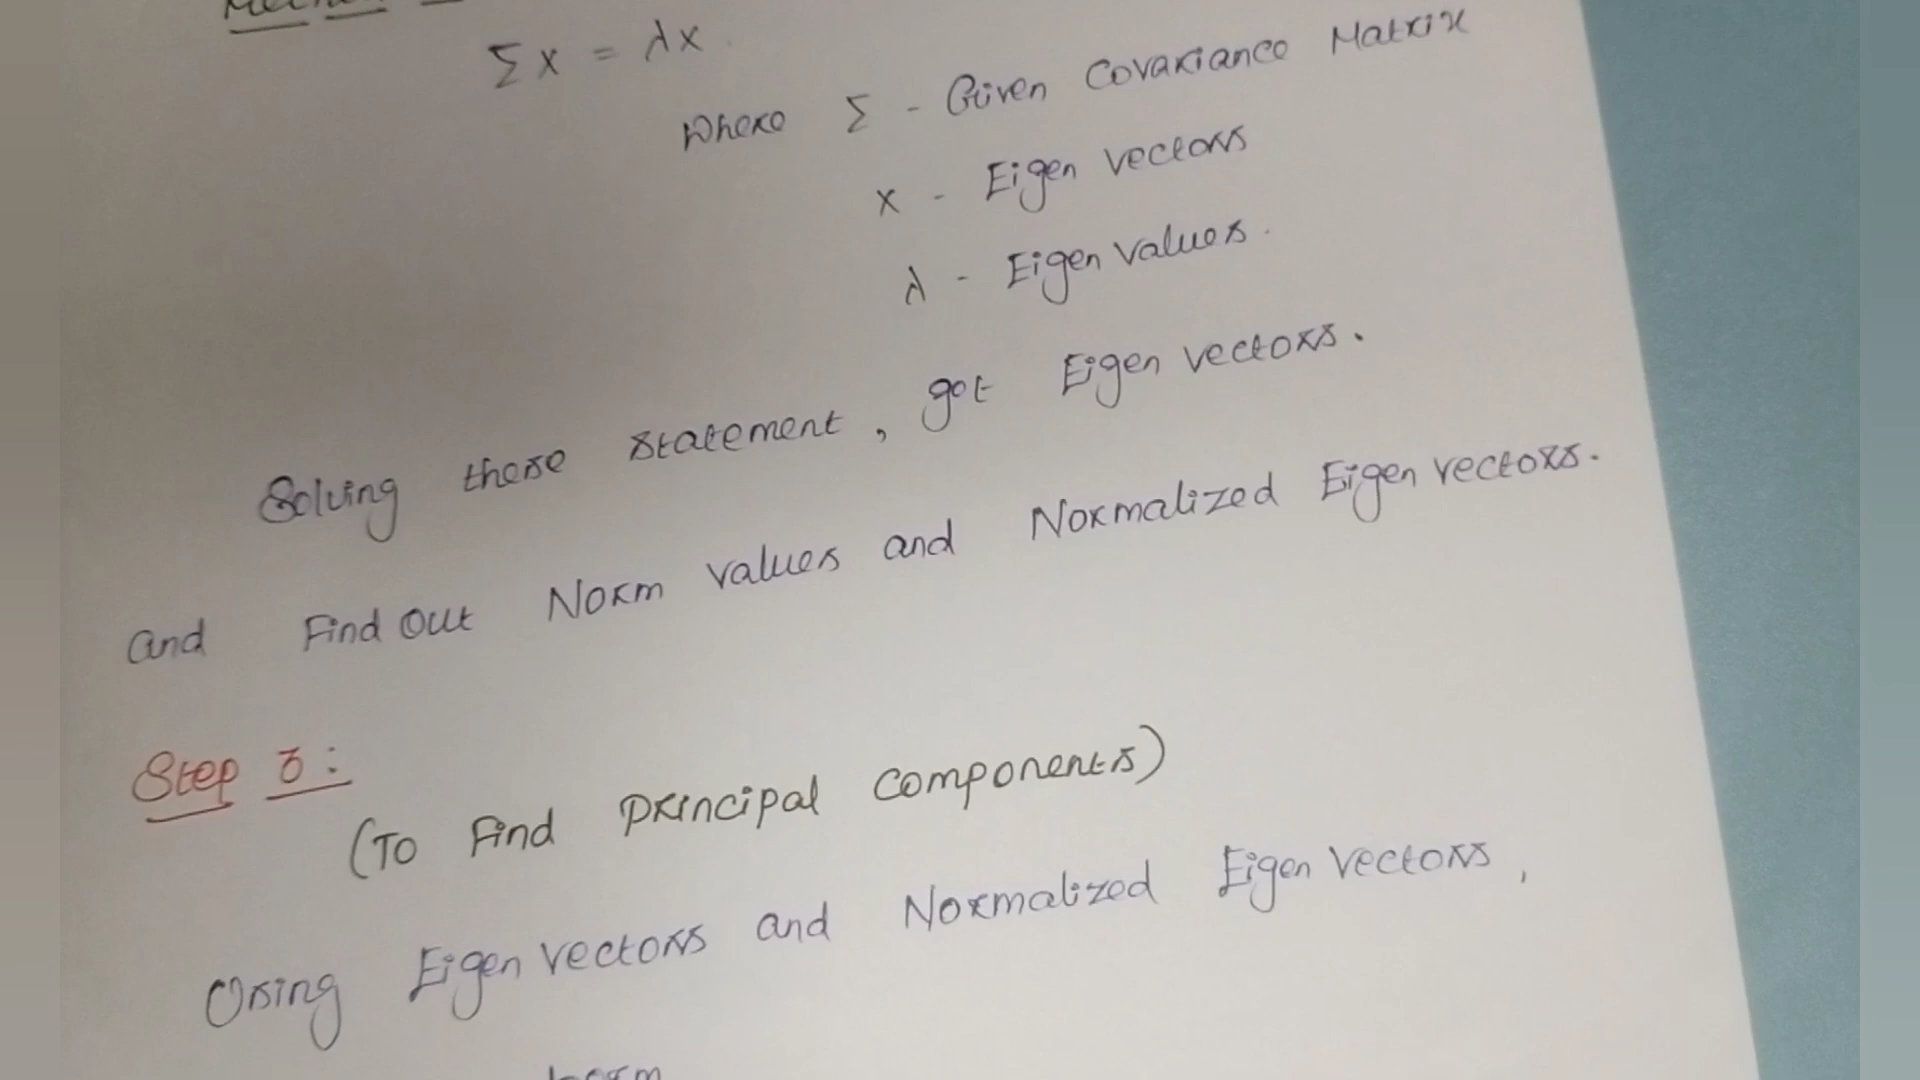 Σx = λx
Where Σ - Given Covariance Matrix
x - Eigen vectors
λ - Eigen values.
Solving these statement, got Eigen vectors.
and Find out Norm values and Normalized Eigen vectors.
Step 3:
(To Find Principal Components)
Using Eigen vectors and Normalized Eigen vectors,